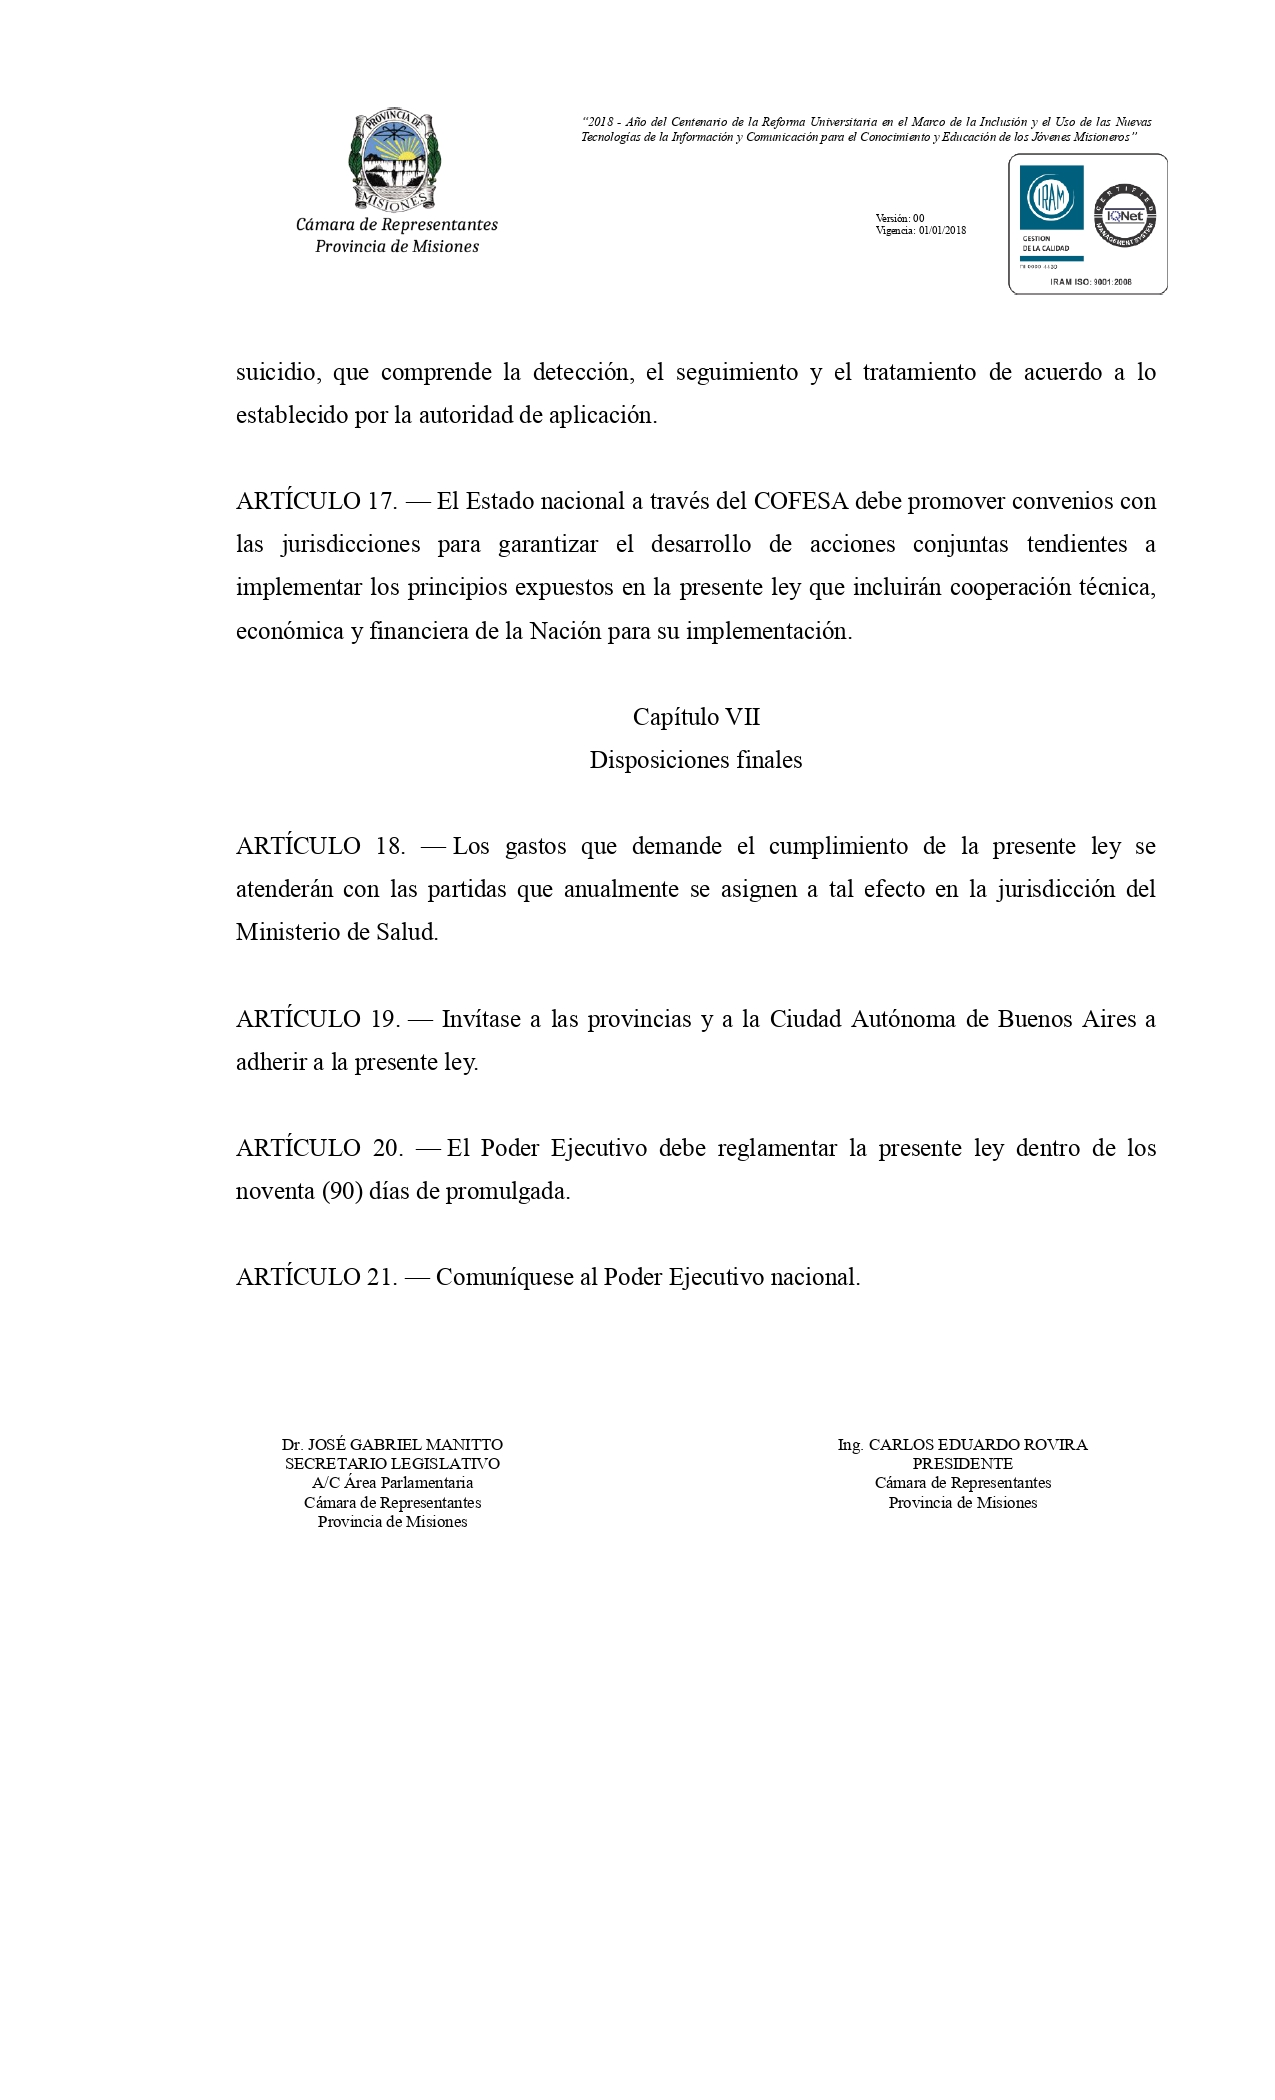 “2018 - Año del Centenario de la Reforma Universitaria en el Marco de la Inclusión y el Uso de las Nuevas
Tecnologías de la Información y Comunicación para el Conocimiento y Educación de los Jóvenes Misioneros”
PROVINCIA DE
MISIONES
Cámara de Representantes
Provincia de Misiones
Versión: 00
Vigencia: 01/01/2018
IRAM
GESTION
DE LA CALIDAD
CERTIFIED
IQNet
MANAGEMENT SYSTEM
IRAM ISO: 9001:2008
suicidio, que comprende la detección, el seguimiento y el tratamiento de acuerdo a lo
establecido por la autoridad de aplicación.
ARTÍCULO 17. — El Estado nacional a través del COFESA debe promover convenios con
las jurisdicciones para garantizar el desarrollo de acciones conjuntas tendientes a
implementar los principios expuestos en la presente ley que incluirán cooperación técnica,
económica y financiera de la Nación para su implementación.
Capítulo VII
Disposiciones finales
ARTÍCULO 18. — Los gastos que demande el cumplimiento de la presente ley se
atenderán con las partidas que anualmente se asignen a tal efecto en la jurisdicción del
Ministerio de Salud.
ARTÍCULO 19. — Invítase a las provincias y a la Ciudad Autónoma de Buenos Aires a
adherir a la presente ley.
ARTÍCULO 20. — El Poder Ejecutivo debe reglamentar la presente ley dentro de los
noventa (90) días de promulgada.
ARTÍCULO 21. — Comuníquese al Poder Ejecutivo nacional.
Dr. JOSÉ GABRIEL MANITTO
SECRETARIO LEGISLATIVO
A/C Área Parlamentaria
Cámara de Representantes
Provincia de Misiones
Ing. CARLOS EDUARDO ROVIRA
PRESIDENTE
Cámara de Representantes
Provincia de Misiones